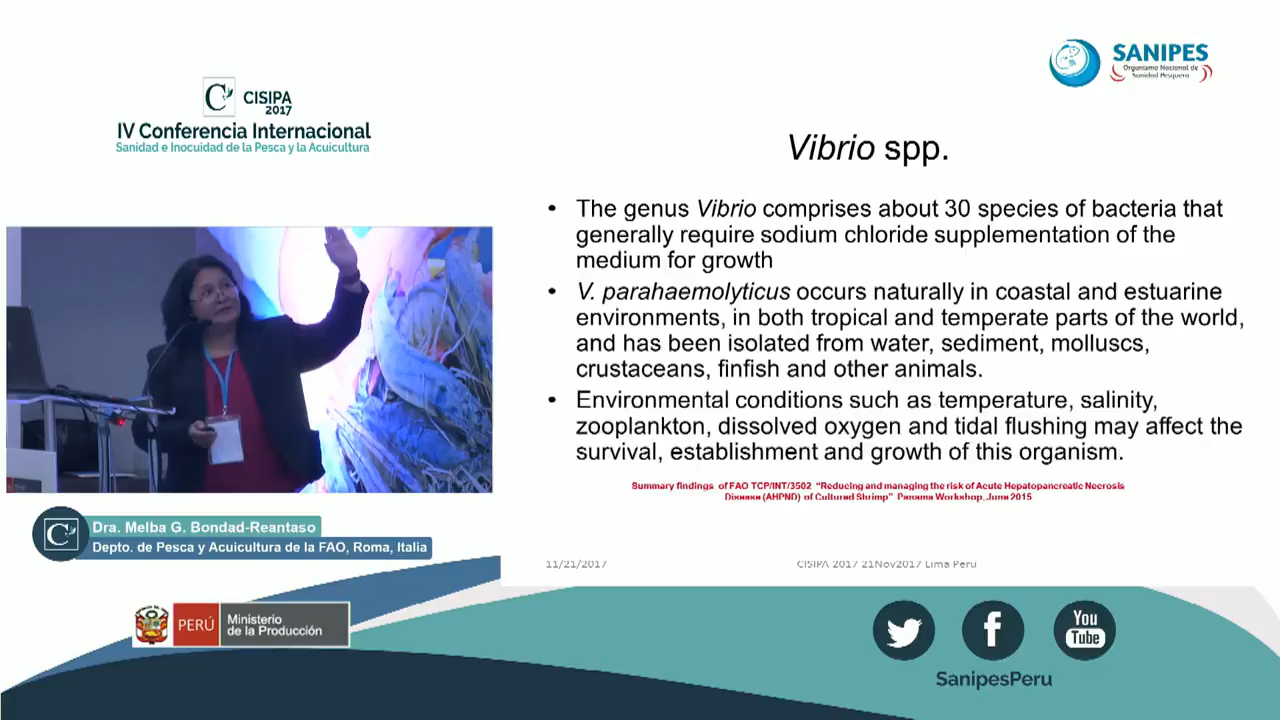 CISIPA
2017
IV Conferencia Internacional
Sanidad e Inocuidad de la Pesca y la Acuicultura
SANIPES
Organismo Nacional de
Sanidad Pesquera
Vibrio spp.
• The genus Vibrio comprises about 30 species of bacteria that
generally require sodium chloride supplementation of the
medium for growth
• V. parahaemolyticus occurs naturally in coastal and estuarine
environments, in both tropical and temperate parts of the world,
and has been isolated from water, sediment, molluscs,
crustaceans, finfish and other animals.
• Environmental conditions such as temperature, salinity,
zooplankton, dissolved oxygen and tidal flushing may affect the
survival, establishment and growth of this organism.
Summary findings of FAO TCP/INT/3502 “Reducing and managing the risk of Acute Hepatopancreatic Necrosis
Disease (AHPND) of Cultured Shrimp” Panama Workshop, June 2015
11/21/2017
CISIPA 2017 21Nov2017 Lima Peru
Dra. Melba G. Bondad-Reantaso
Depto. de Pesca y Acuicultura de la FAO, Roma, Italia
PERÚ
Ministerio
de la Producción
You
Tube
SanipesPeru